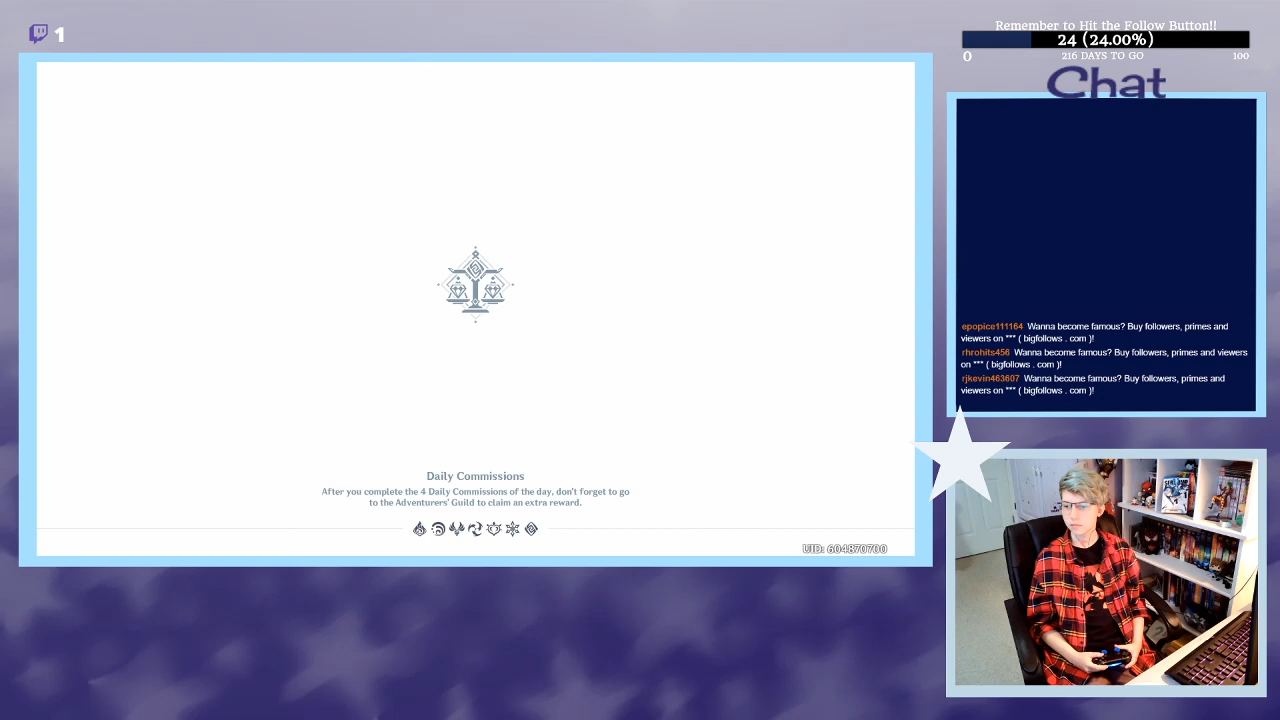 1
Remember to Hit the Follow Button!!
24 (24.00%)
0
216 DAYS TO GO
100
Chat
epopice111164 Wanna become famous? Buy followers, primes and
viewers on *** ( bigfollows . com )!
rhrohits456 Wanna become famous? Buy followers, primes and viewers
on *** ( bigfollows . com )!
rjkevin463607 Wanna become famous? Buy followers, primes and
viewers on *** ( bigfollows . com )!
Daily Commissions
After you complete the 4 Daily Commissions of the day, don't forget to go
to the Adventurers' Guild to claim an extra reward.
UID: 604870700